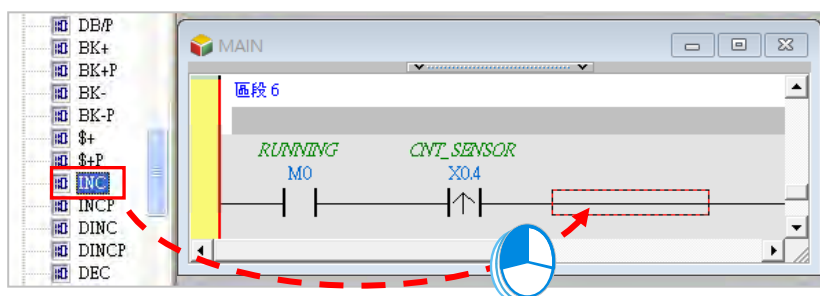 DB/P
BK+
BK+P
BK-
BK-P
$+
$+P
INC
INCP
DINC
DINCP
DEC
MAIN
區段 6
RUNNING CNT_SENSOR
M0 X0.4